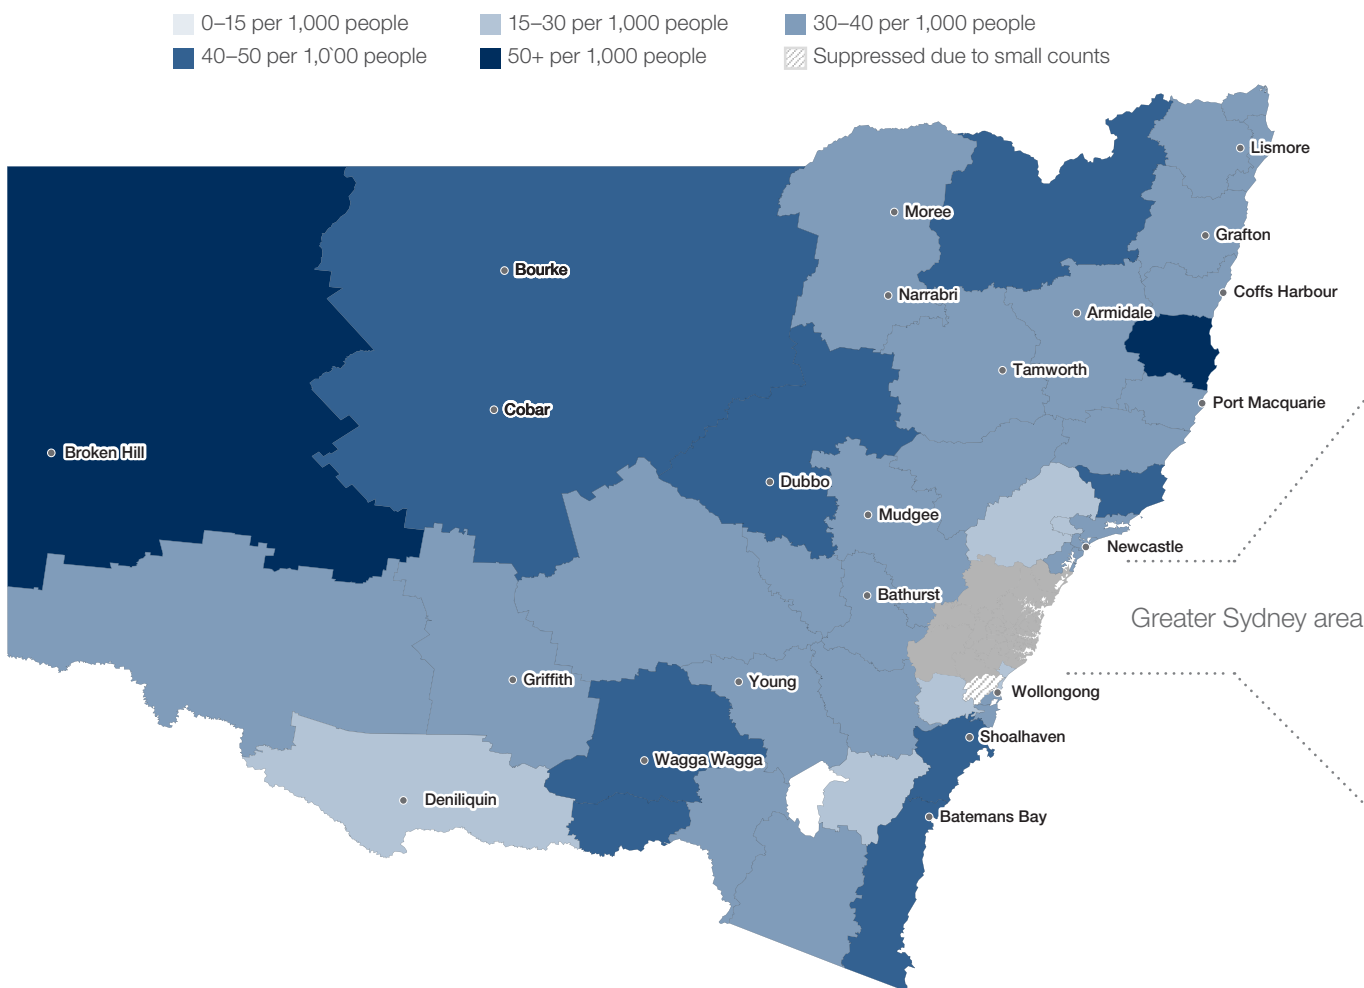 0–15 per 1,000 people
15–30 per 1,000 people
30–40 per 1,000 people
40–50 per 1,0`00 people
50+ per 1,000 people
Suppressed due to small counts
Lismore
Moree
Grafton
Bourke
Narrabri
Coffs Harbour
Armidale
Tamworth
Cobar
Port Macquarie
Broken Hill
Dubbo
Mudgee
Newcastle
Bathurst
Greater Sydney area
Griffith
Young
Wollongong
Shoalhaven
Wagga Wagga
Deniliquin
Batemans Bay